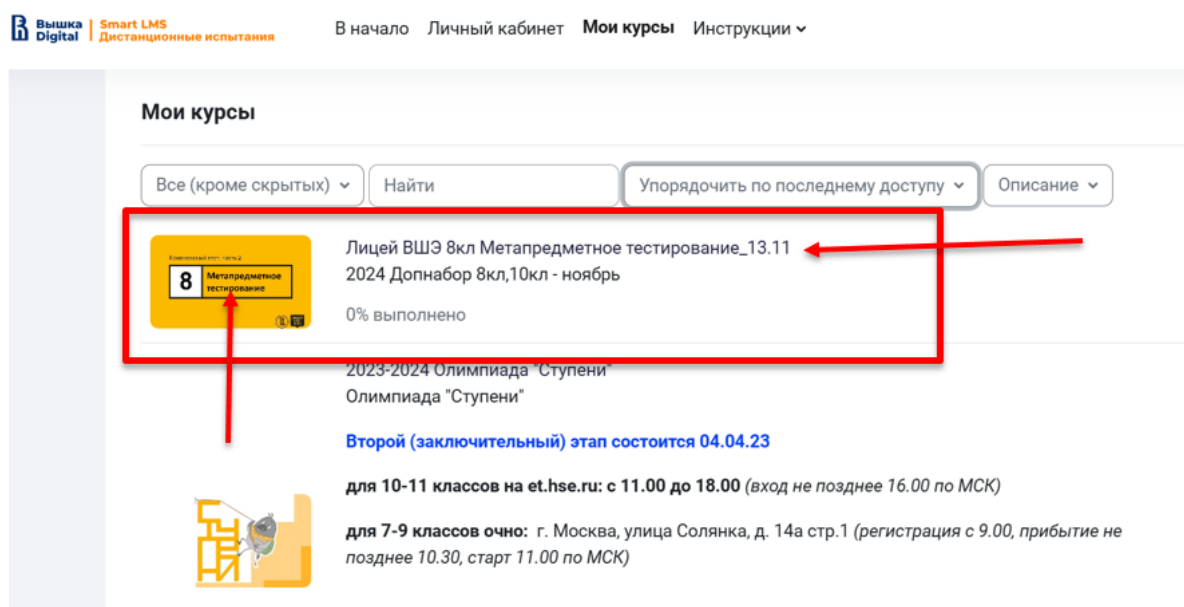 Вышка Digital | Smart LMS Дистанционные испытания
В начало Личный кабинет Мои курсы Инструкции
Мои курсы
Все (кроме скрытых) Найти Упорядочить по последнему доступу Описание
Комплексный тест, часть 2
8 Метапредметное тестирование
Лицей ВШЭ 8кл Метапредметное тестирование_13.11
2024 Допнабор 8кл,10кл - ноябрь
0% выполнено
2023-2024 Олимпиада "Ступени"
Олимпиада "Ступени"
Второй (заключительный) этап состоится 04.04.23
для 10-11 классов на et.hse.ru: с 11.00 до 18.00 (вход не позднее 16.00 по МСК)
для 7-9 классов очно: г. Москва, улица Солянка, д. 14а стр.1 (регистрация с 9.00, прибытие не
позднее 10.30, старт 11.00 по МСК)